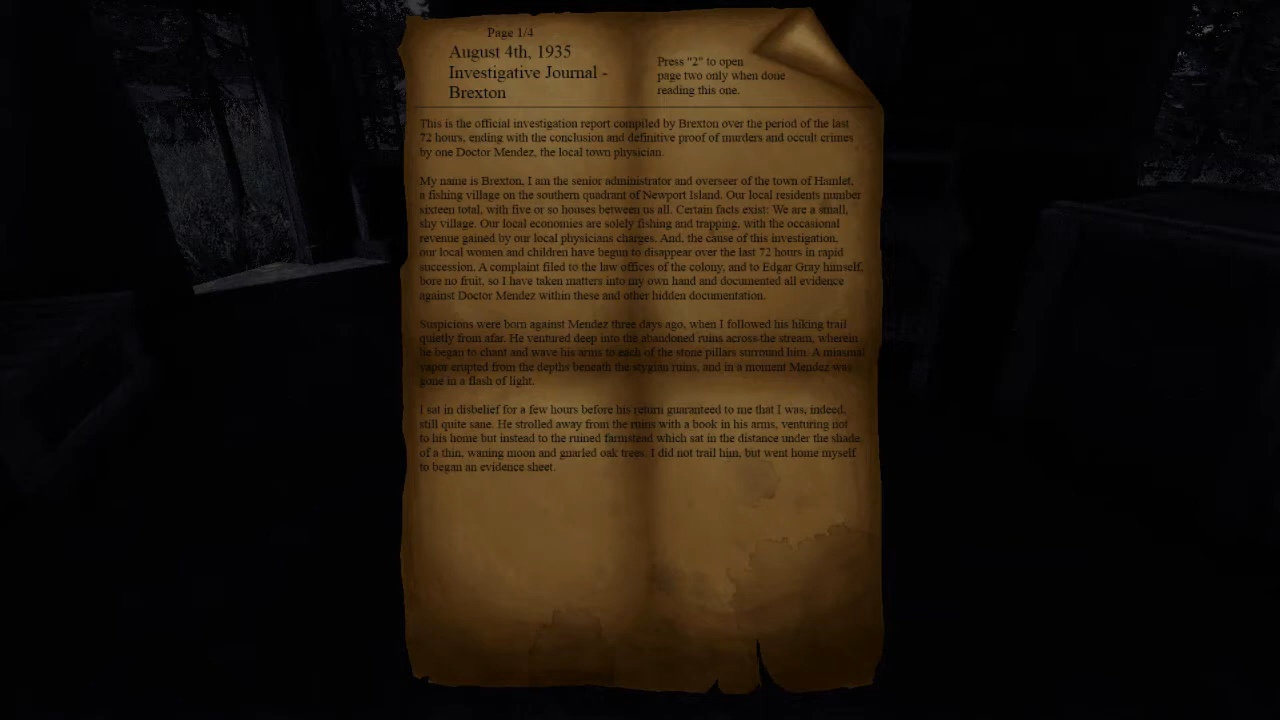 Page 1/4
August 4th, 1935
Investigative Journal -
Brexton
Press "2" to open
page two only when done
reading this one.
This is the official investigation report compiled by Brexton over the period of the last
72 hours, ending with the conclusion and definitive proof of murders and occult crimes
by one Doctor Mendez, the local town physician.
My name is Brexton, I am the senior administrator and overseer of the town of Hamlet,
a fishing village on the southern quadrant of Newport Island. Our local residents number
sixteen total, with five or so houses between us all. Certain facts exist: We are a small,
shy village. Our local economies are solely fishing and trapping, with the occasional
revenue gained by our local physicians charges. And, the cause of this investigation,
our local women and children have begun to disappear over the last 72 hours in rapid
succession. A complaint filed to the law offices of the colony, and to Edgar Gray himself,
bore no fruit, so I have taken matters into my own hand and documented all evidence
against Doctor Mendez within these and other hidden documentation.
Suspicions were born against Mendez three days ago, when I followed his hiking trail
quietly from afar. He ventured deep into the abandoned ruins across the stream, wherein
he began to chant and wave his arms to each of the stone pillars surround him. A miasmal
vapor erupted from the depths beneath the stygian ruins, and in a moment Mendez was
gone in a flash of light.
I sat in disbelief for a few hours before his return guaranteed to me that I was, indeed,
still quite sane. He strolled away from the ruins with a book in his arms, venturing not
to his home but instead to the ruined farmstead which sat in the distance under the shade
of a thin, waning moon and gnarled oak trees. I did not trail him, but went home myself
to began an evidence sheet.